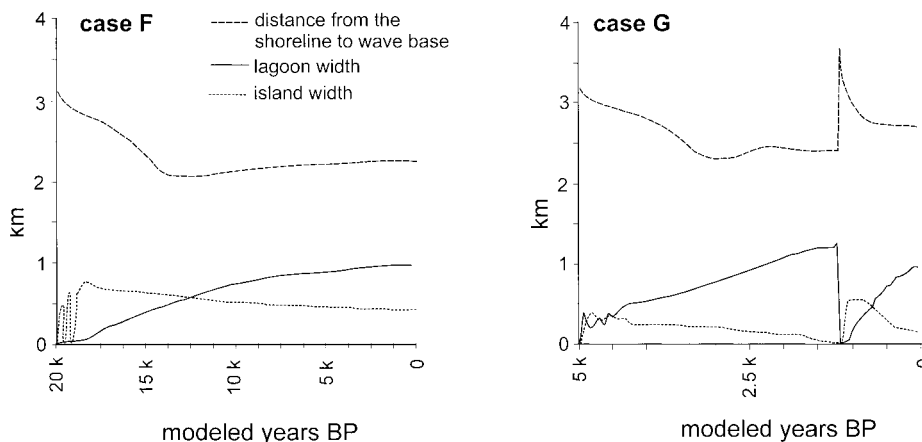 case F
distance from the
shoreline to wave base
lagoon width
island width
4
3
2
1
0
km
20 k
15 k
10 k
5 k
0
modeled years BP
case G
4
3
2
1
0
km
5 k
2.5 k
0
modeled years BP